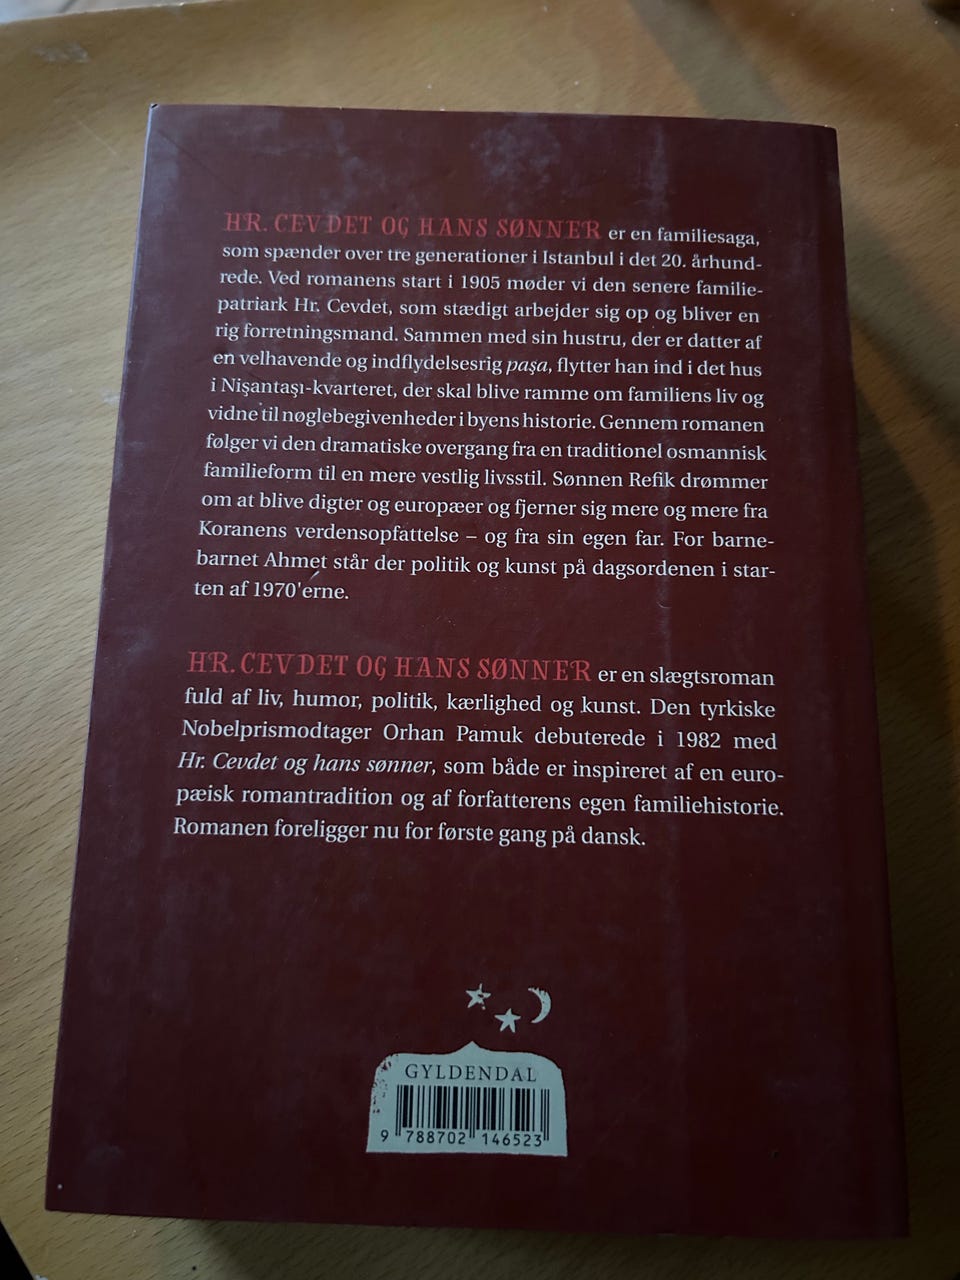 HR. CEVDET OG HANS SØNNER er en familiesaga,
som spænder over tre generationer i Istanbul i det 20. århund-
rede. Ved romanens start i 1905 møder vi den senere familie-
patriark Hr. Cevdet, som stædigt arbejder sig op og bliver en
rig forretningsmand. Sammen med sin hustru, der er datter af
en velhavende og indflydelsesrig paşa, flytter han ind i det hus
i Nişantaşı-kvarteret, der skal blive ramme om familiens liv og
vidne til nøglebegivenheder i byens historie. Gennem romanen
følger vi den dramatiske overgang fra en traditionel osmannisk
familieform til en mere vestlig livsstil. Sønnen Refik drømmer
om at blive digter og europæer og fjerner sig mere og mere fra
Koranens verdensopfattelse – og fra sin egen far. For barne-
barnet Ahmet står der politik og kunst på dagsordenen i star-
ten af 1970'erne.
HR. CEVDET OG HANS SØNNER er en slægtsroman
fuld af liv, humor, politik, kærlighed og kunst. Den tyrkiske
Nobelprismodtager Orhan Pamuk debuterede i 1982 med
Hr. Cevdet og hans sønner, som både er inspireret af en euro-
pæisk romantradition og af forfatterens egen familiehistorie.
Romanen foreligger nu for første gang på dansk.
GYLDENDAL
9 788702 146523